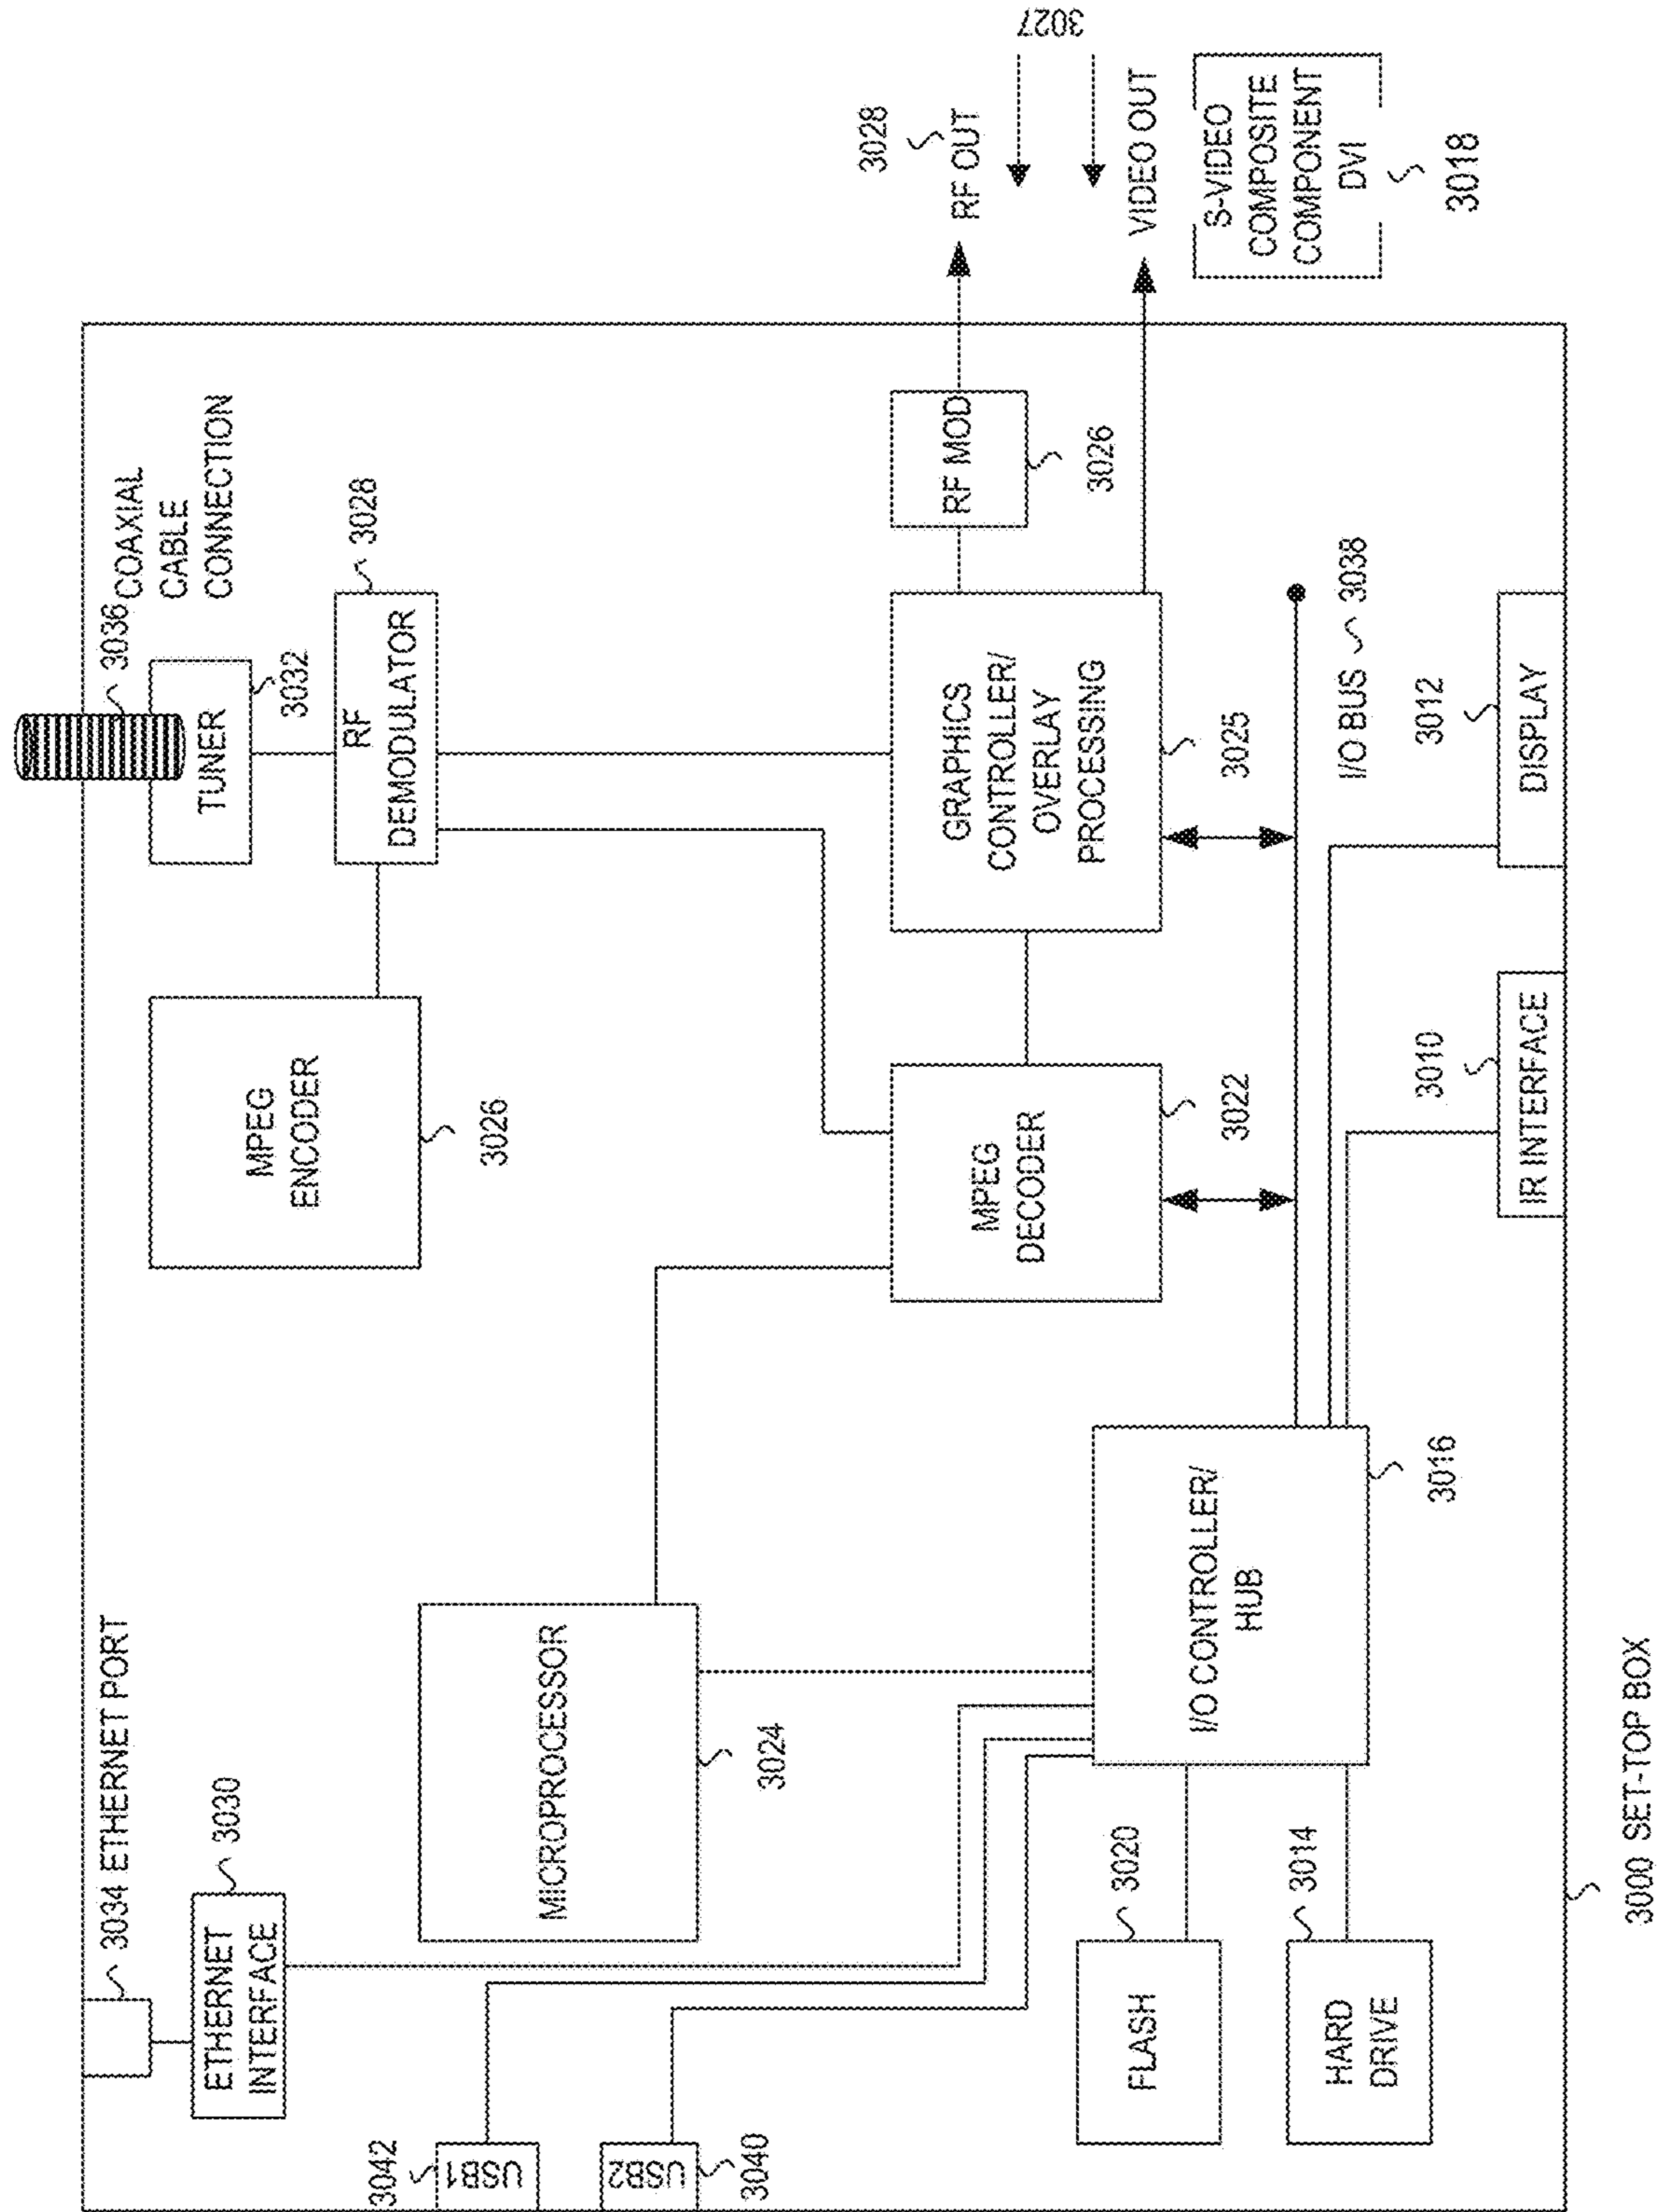 3034 ETHERNET PORT
ETHERNET
INTERFACE
3030
3042
USB1
USB2
3040
MICROPROCESSOR
3024
FLASH
3020
HARD
DRIVE
3014
I/O CONTROLLER/
HUB
3016
MPEG
ENCODER
3026
3036 COAXIAL
CABLE
CONNECTION
TUNER
3032
RF
DEMODULATOR
3028
MPEG
DECODER
3022
GRAPHICS
CONTROLLER/
OVERLAY
PROCESSING
3025
RF MOD
3026
3028
RF OUT
3027
VIDEO OUT
S-VIDEO
COMPOSITE
COMPONENT
DVI
3018
I/O BUS 3038
3010
IR INTERFACE
3012
DISPLAY
3000 SET-TOP BOX